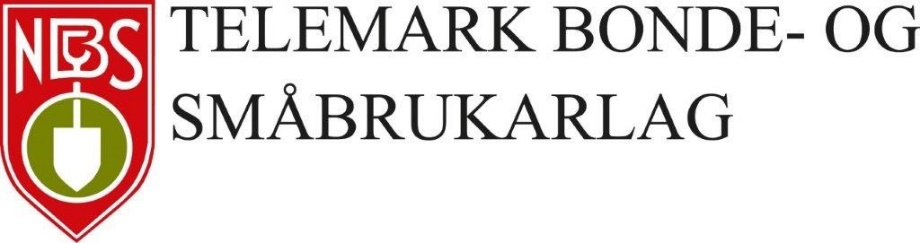 NBS
TELEMARK BONDE- OG
SMÅBRUKARLAG